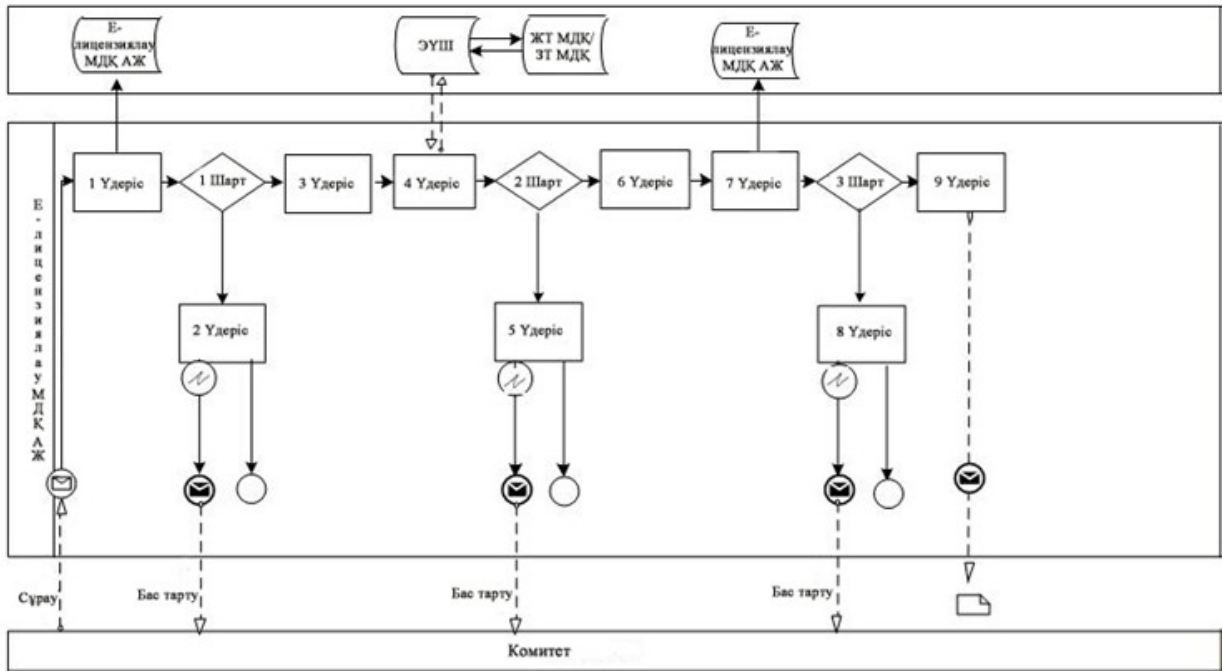 Е-
лицензиялау
МДҚ АЖ
ЭҮШ
ЖТ МДҚ/
ЗТ МДҚ
Е-
лицензиялау
МДҚ АЖ
Е-лицензиялау МДҚ АЖ
1 Үдеріс
1 Шарт
3 Үдеріс
4 Үдеріс
2 Шарт
6 Үдеріс
7 Үдеріс
3 Шарт
9 Үдеріс
2 Үдеріс
5 Үдеріс
8 Үдеріс
Сұрау
Бас тарту
Бас тарту
Бас тарту
Комитет